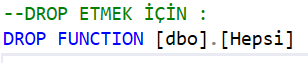 --DROP ETMEK İÇİN :
DROP FUNCTION [dbo].[Hepsi]